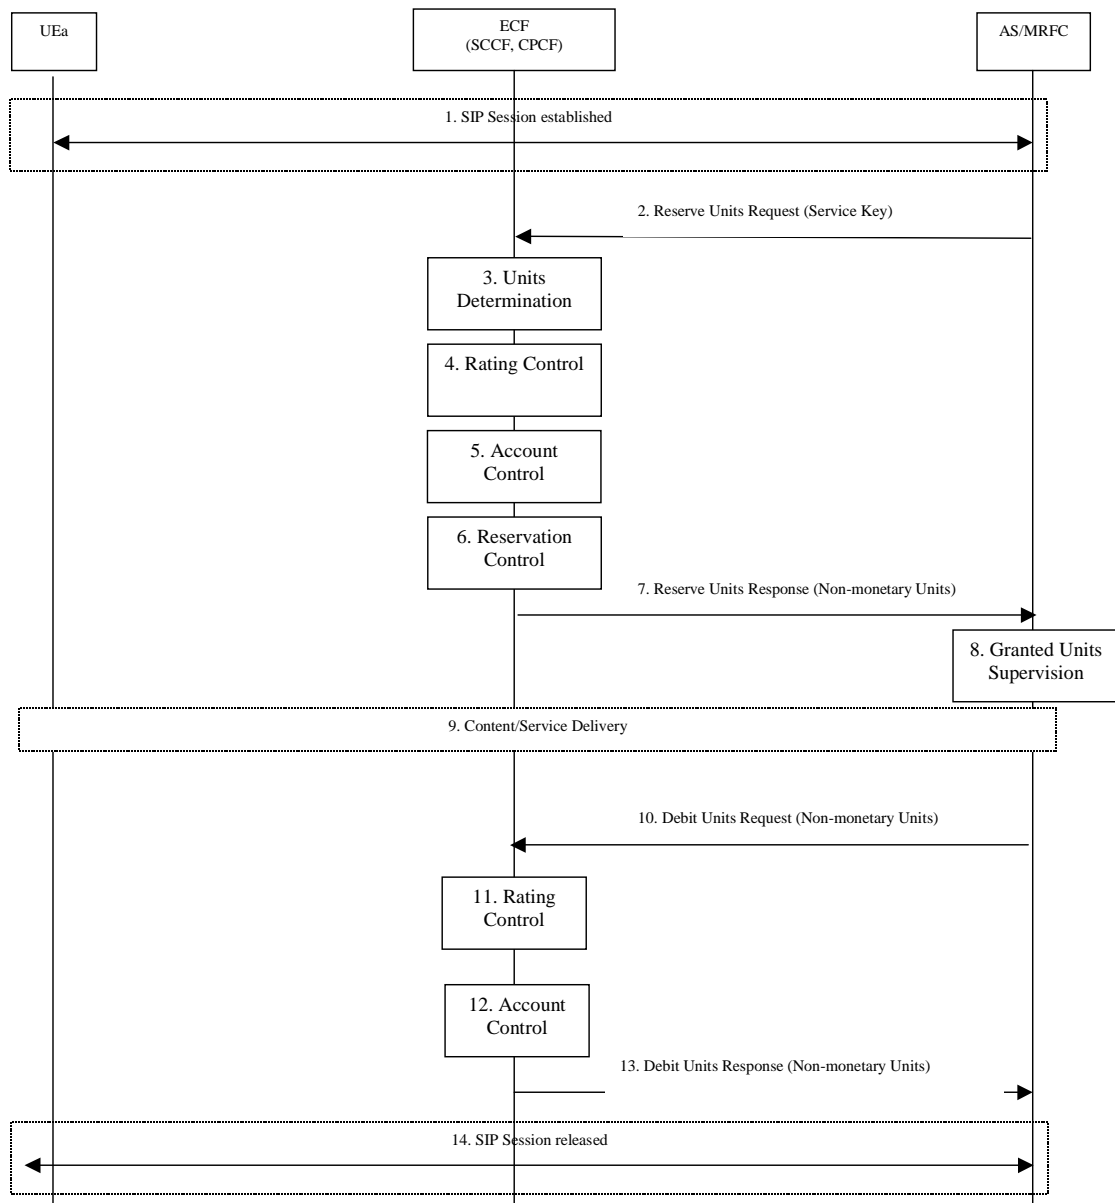 UEa
ECF
(SCCF, CPCF)
AS/MRFC
1. SIP Session established
2. Reserve Units Request (Service Key)
3. Units
Determination
4. Rating Control
5. Account
Control
6. Reservation
Control
7. Reserve Units Response (Non-monetary Units)
8. Granted Units
Supervision
9. Content/Service Delivery
10. Debit Units Request (Non-monetary Units)
11. Rating
Control
12. Account
Control
13. Debit Units Response (Non-monetary Units)
14. SIP Session released